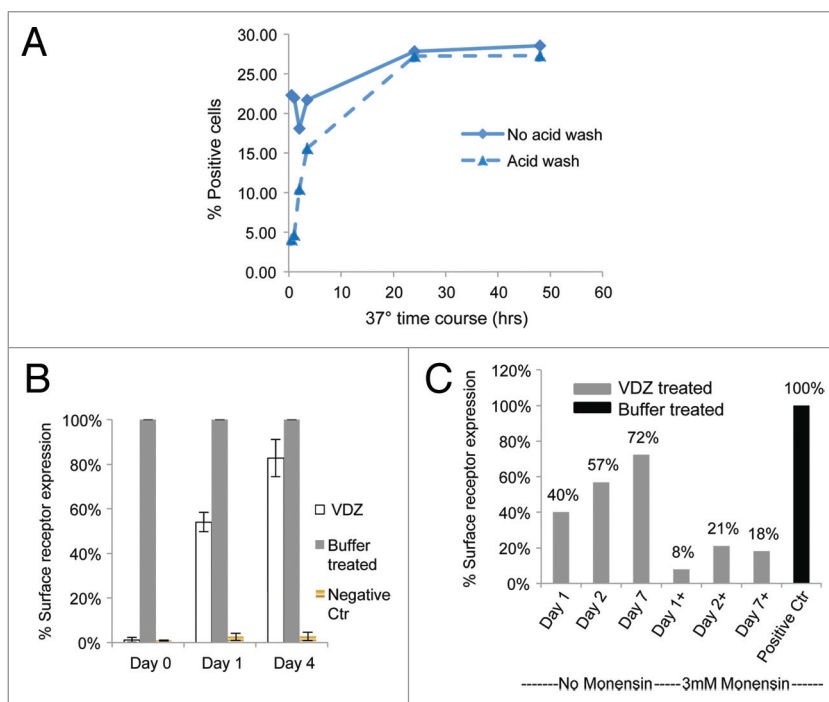 A
30.00
25.00
20.00
15.00
10.00
5.00
0.00
% Positive cells
0 10 20 30 40 50 60
37° time course (hrs)
No acid wash
Acid wash
B
100%
80%
60%
40%
20%
0%
% Surface receptor expression
Day 0 Day 1 Day 4
VDZ
Buffer
treated
Negative
Ctr
C
120%
100%
80%
60%
40%
20%
0%
% Surface receptor expression
VDZ treated
Buffer treated
40% 57% 72% 8% 21% 18% 100%
Day 1 Day 2 Day 7 Day 1+ Day 2+ Day 7+ Positive Ctr
-------No Monensin -----3mM Monensin------